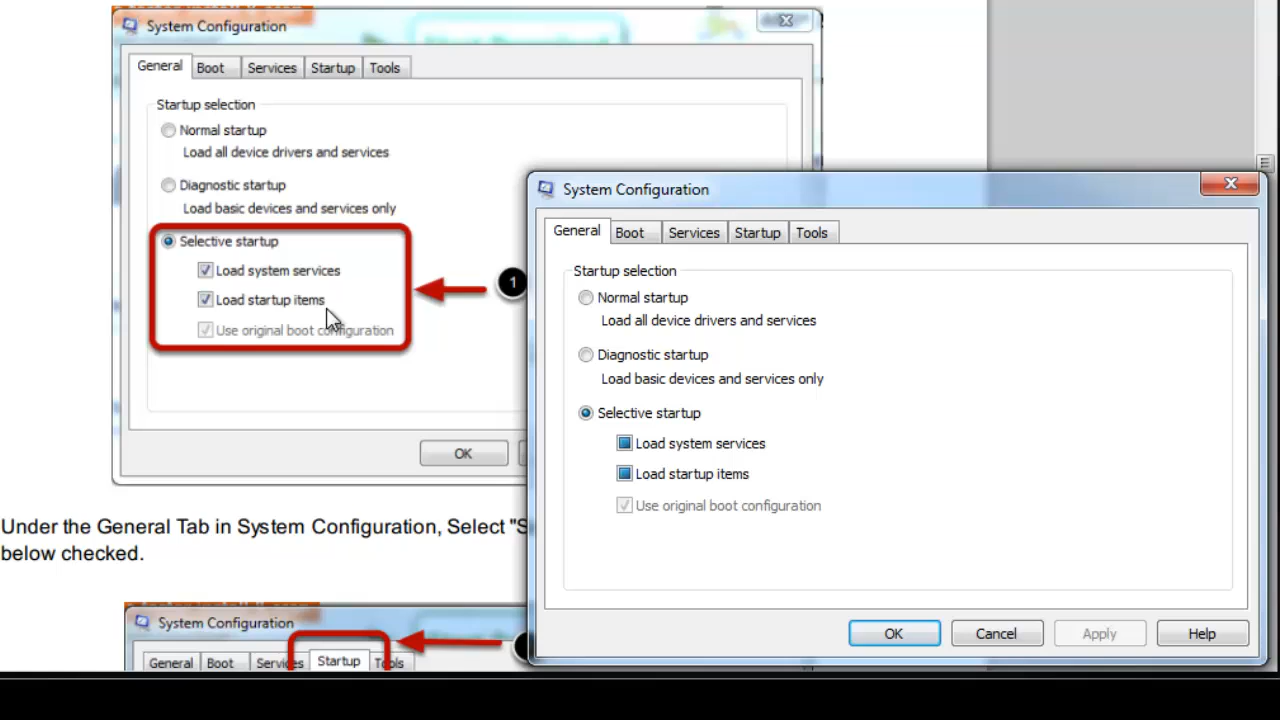 System Configuration
General Boot Services Startup Tools
Startup selection
Normal startup
Load all device drivers and services
Diagnostic startup
Load basic devices and services only
Selective startup
Load system services
Load startup items
Use original boot configuration
1
OK
Under the General Tab in System Configuration, Select "S
below checked.
System Configuration
General Boot Services Startup Tools
System Configuration
General Boot Services Startup Tools
Startup selection
Normal startup
Load all device drivers and services
Diagnostic startup
Load basic devices and services only
Selective startup
Load system services
Load startup items
Use original boot configuration
OK Cancel Apply Help